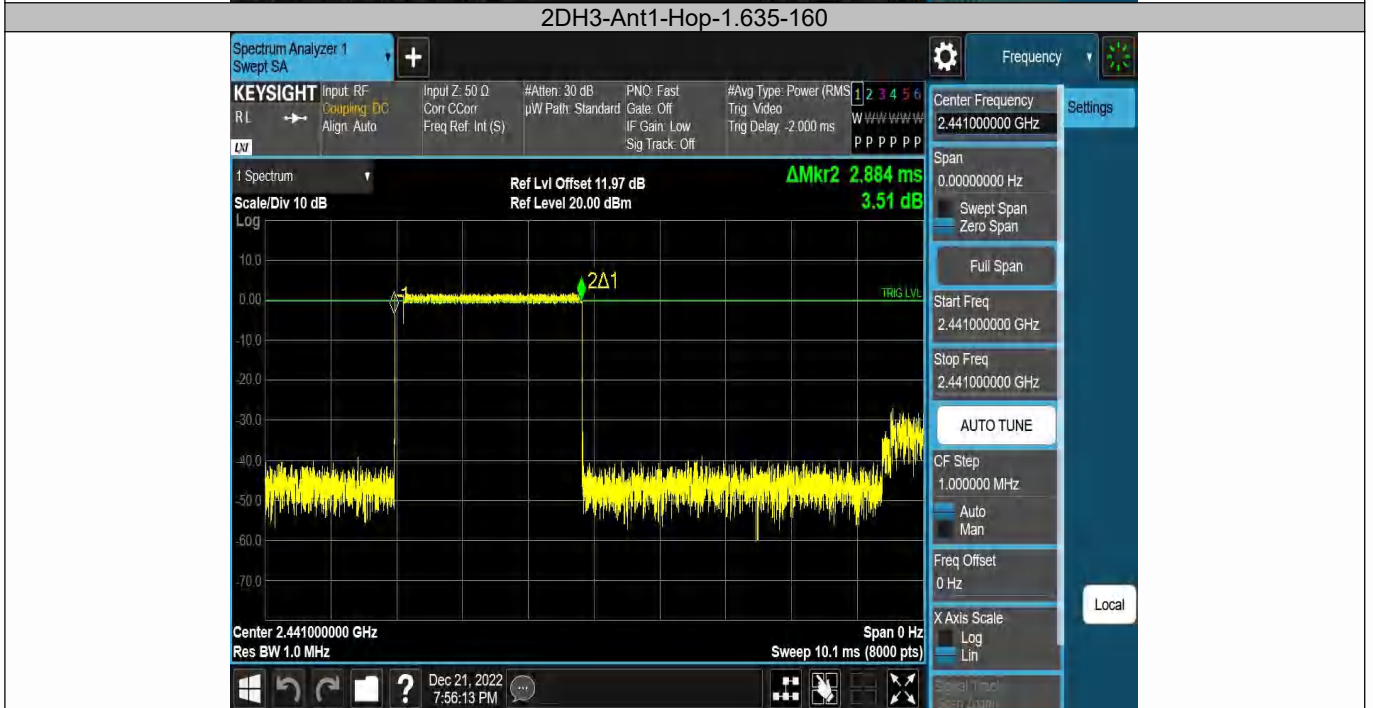 2DH3-Ant1-Hop-1.635-160
Spectrum Analyzer 1
Swept SA
+
Frequency
KEYSIGHT
RL
LXI
Input: RF
Coupling: DC
Align: Auto
Input Z: 50 Ω
Corr CCorr
Freq Ref: Int (S)
#Atten: 30 dB
µW Path: Standard
PNO: Fast
Gate: Off
IF Gain: Low
Sig Track: Off
#Avg Type: Power (RMS
Trig: Video
Trig Delay: -2.000 ms
1 2 3 4 5 6
W W W W W W
P P P P P P
Center Frequency
2.441000000 GHz
Settings
1 Spectrum
Scale/Div 10 dB
Log
Ref Lvl Offset 11.97 dB
Ref Level 20.00 dBm
ΔMkr2 2.884 ms
3.51 dB
Span
0.00000000 Hz
Swept Span
Zero Span
Full Span
Start Freq
2.441000000 GHz
Stop Freq
2.441000000 GHz
AUTO TUNE
CF Step
1.000000 MHz
Auto
Man
Freq Offset
0 Hz
X Axis Scale
Log
Lin
Local
10.0
0.00
-10.0
-20.0
-30.0
-40.0
-50.0
-60.0
-70.0
1
2Δ1
TRIG LVL
Center 2.441000000 GHz
Res BW 1.0 MHz
Span 0 Hz
Sweep 10.1 ms (8000 pts)
?
Dec 21, 2022
7:56:13 PM